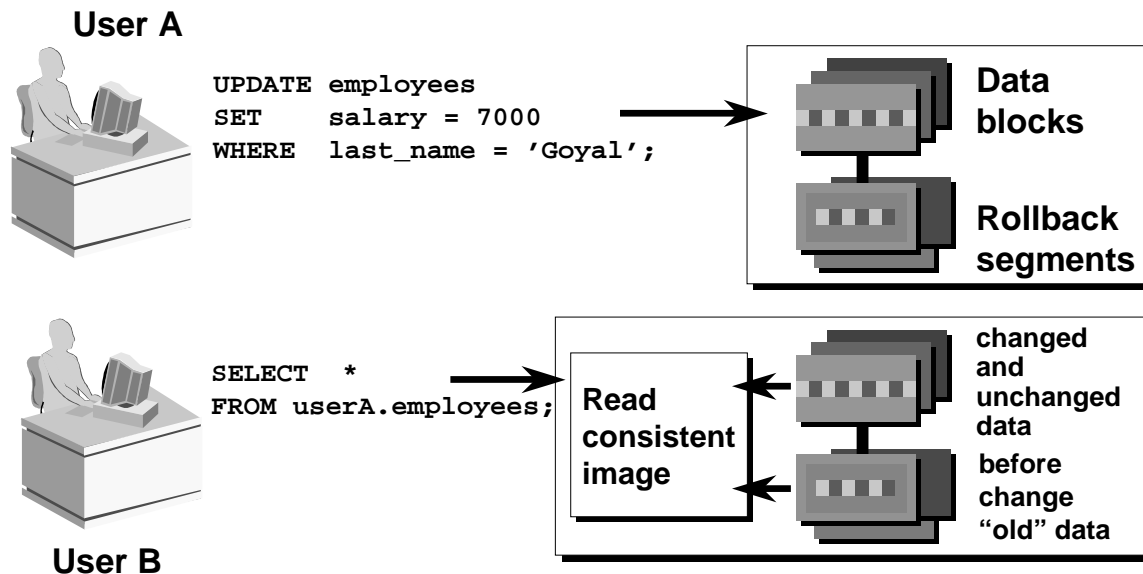 User A
UPDATE employees
SET    salary = 7000
WHERE  last_name = ’Goyal’;
Data
blocks
Rollback
segments
SELECT  *
FROM userA.employees;
Read
consistent
image
changed
and
unchanged
data
before
change
“old” data
User B